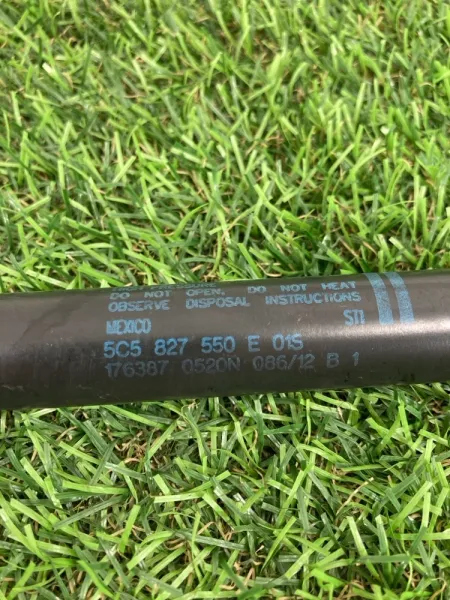 DO NOT OPEN, DO NOT HEAT
OBSERVE DISPOSAL INSTRUCTIONS
MEXICO STI
5C5 827 550 E 01S
176387 0520N 086/12 B 1